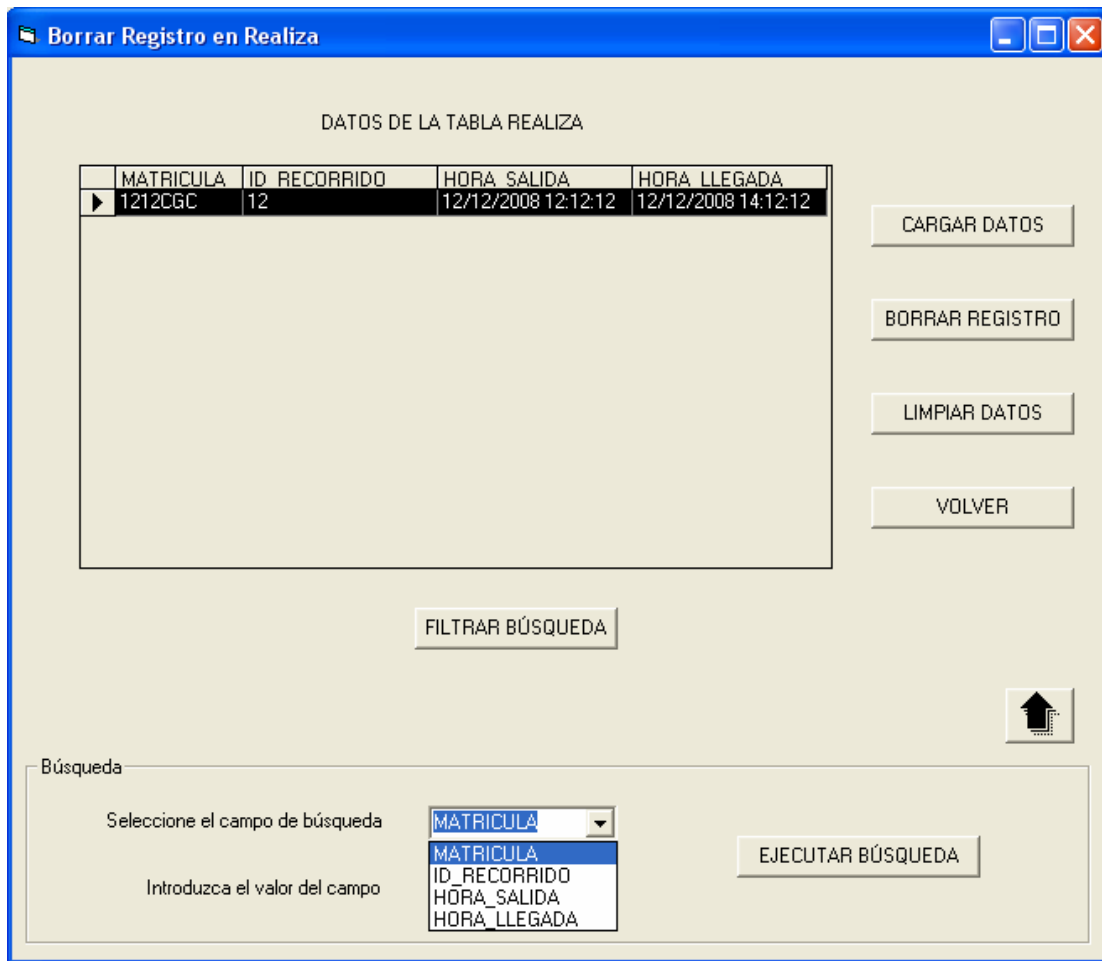 Borrar Registro en Realiza
DATOS DE LA TABLA REALIZA
MATRICULA ID_RECORRIDO HORA_SALIDA HORA_LLEGADA
1212CGC 12 12/12/2008 12:12:12 12/12/2008 14:12:12
CARGAR DATOS
BORRAR REGISTRO
LIMPIAR DATOS
VOLVER
FILTRAR BÚSQUEDA
Búsqueda
Seleccione el campo de búsqueda MATRICULA
MATRICULA
ID_RECORRIDO
HORA_SALIDA
HORA_LLEGADA
EJECUTAR BÚSQUEDA
Introduzca el valor del campo